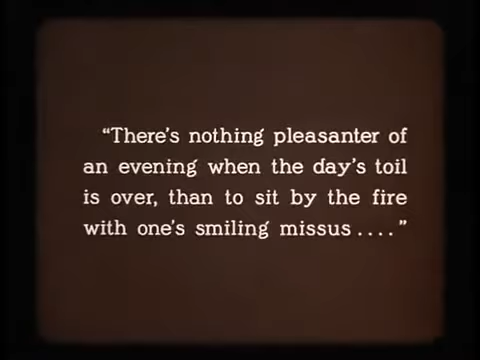 “There's nothing pleasanter of
an evening when the day's toil
is over, than to sit by the fire
with one's smiling missus . . . .”